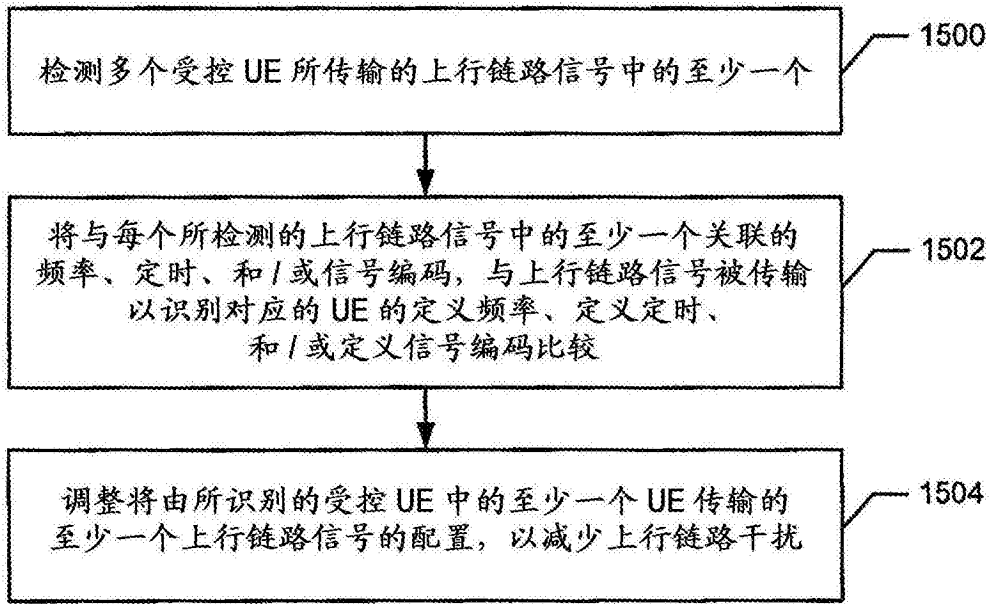 检测多个受控 UE 所传输的上行链路信号中的至少一个
1500
将与每个所检测的上行链路信号中的至少一个关联的
频率、定时、和 / 或信号编码，与上行链路信号被传输
以识别对应的 UE 的定义频率、定义定时、
和 / 或定义信号编码比较
1502
调整将由所识别的受控 UE 中的至少一个 UE 传输的
至少一个上行链路信号的配置，以减少上行链路干扰
1504